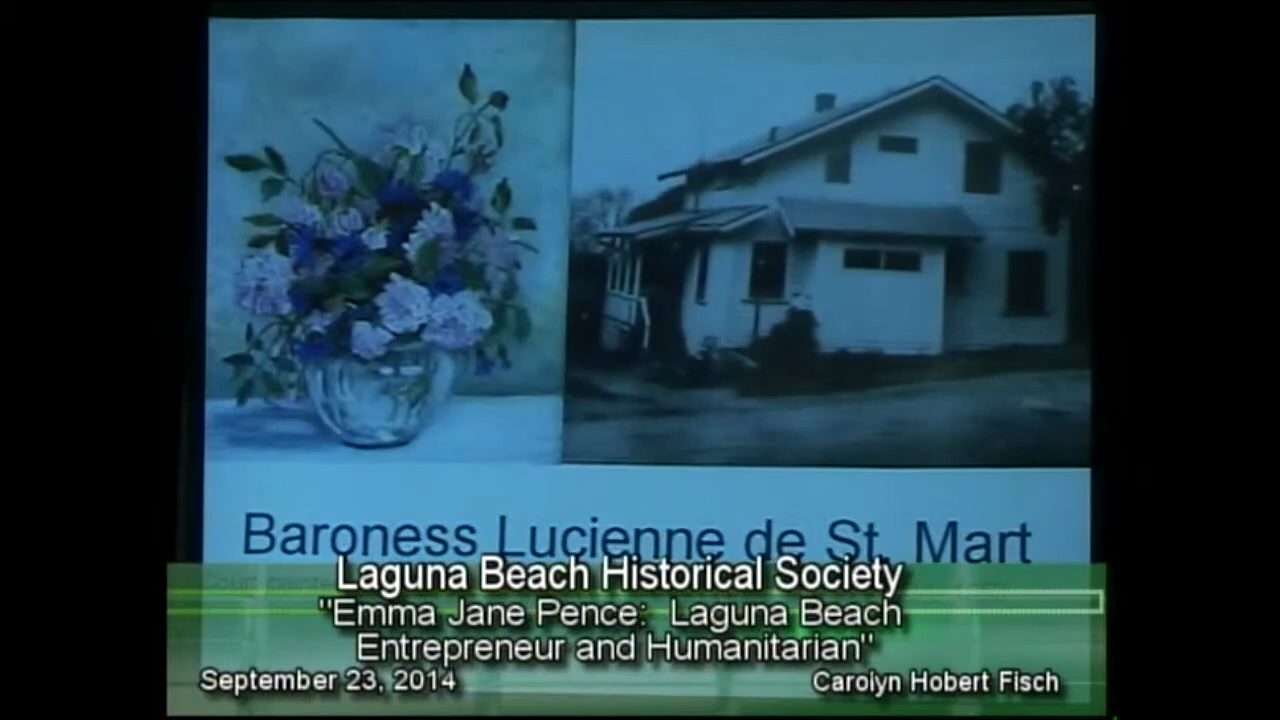 Baroness Lucienne de St. Mart
Laguna Beach Historical Society
"Emma Jane Pence: Laguna Beach
Entrepreneur and Humanitarian"
September 23, 2014
Carolyn Hobert Fisch